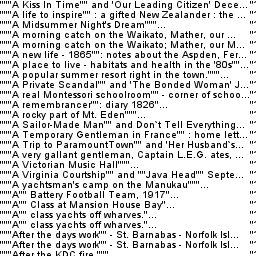 """A Kiss In Time"" and 'Our Leading Citizen' Dece... "
"""A life to inspire"" : a gifted New Zealander : the ... "
"""A Midsummer Night's Dream""""... "
"""A morning catch on the Waikato, Mather, our ... "
"""A morning catch on the Waikato; Mather, our M... "
"""A new life - 1865"": notes about the Aspden, Fer... "
"""A place to live - habitats and health in the '80s""... "
"""A popular summer resort right in the town.""""... "
"""A Private Scandal"" and 'The Bonded Woman' J... "
"""A real Montessori schoolroom"" - corner of schoo... "
"""A remembrancer"": diary 1826"... "
"""A rocky part of Mt. Eden""""... "
"""A Sailor-Made Man"" and Don't Tell Everything... "
"""A Temporary Gentleman in France"" : home lett... "
"""A Trip to ParamountTown"" and 'Her Husband's... "
"""A very gallant gentleman, Captain L.E.G. ates, ... "
"""A Victorian Music Hall""""... "
"""A Virginia Courtship"" and ""Java Head"" Septe... "
"""A yachtsman's camp on the Manukau""""... "
"""A"" Battery Football Team, 1917"... "
"""A"" Class at Mansion House Bay"... "
"""A"" class yachts off wharves."... "
"""A"" class yachts off wharves."... "
"""After the days work"" - St. Barnabas - Norfolk Isl... "
"""After the days work"" - St. Barnabas - Norfolk Isl... "
"""After the KDC fire.""""...